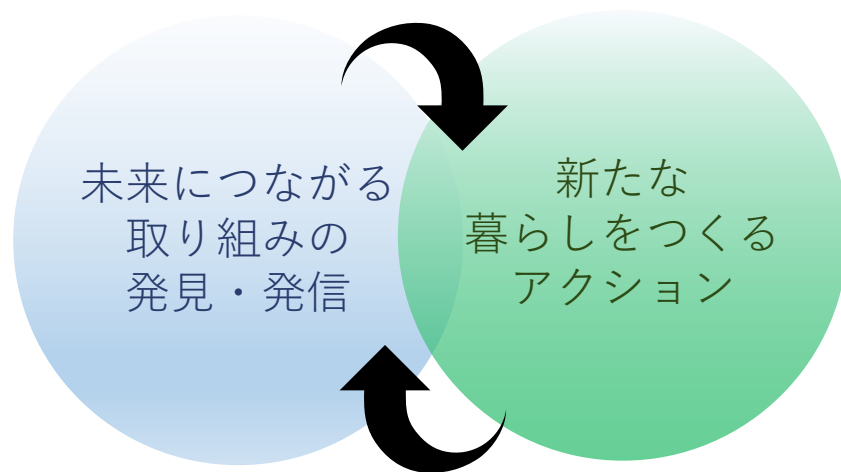 未来につながる
取り組みの
発見・発信
新たな
暮らしをつくる
アクション